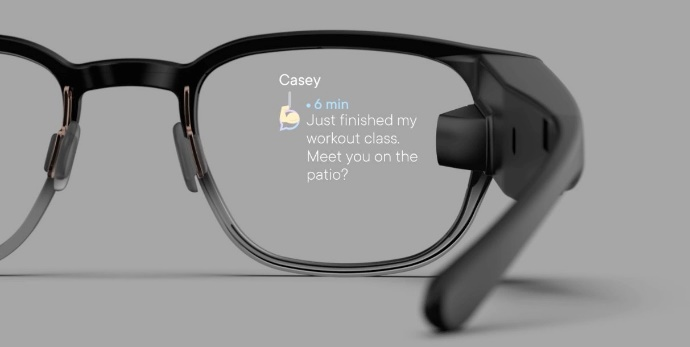 Casey
• 6 min
Just finished my
workout class.
Meet you on the
patio?